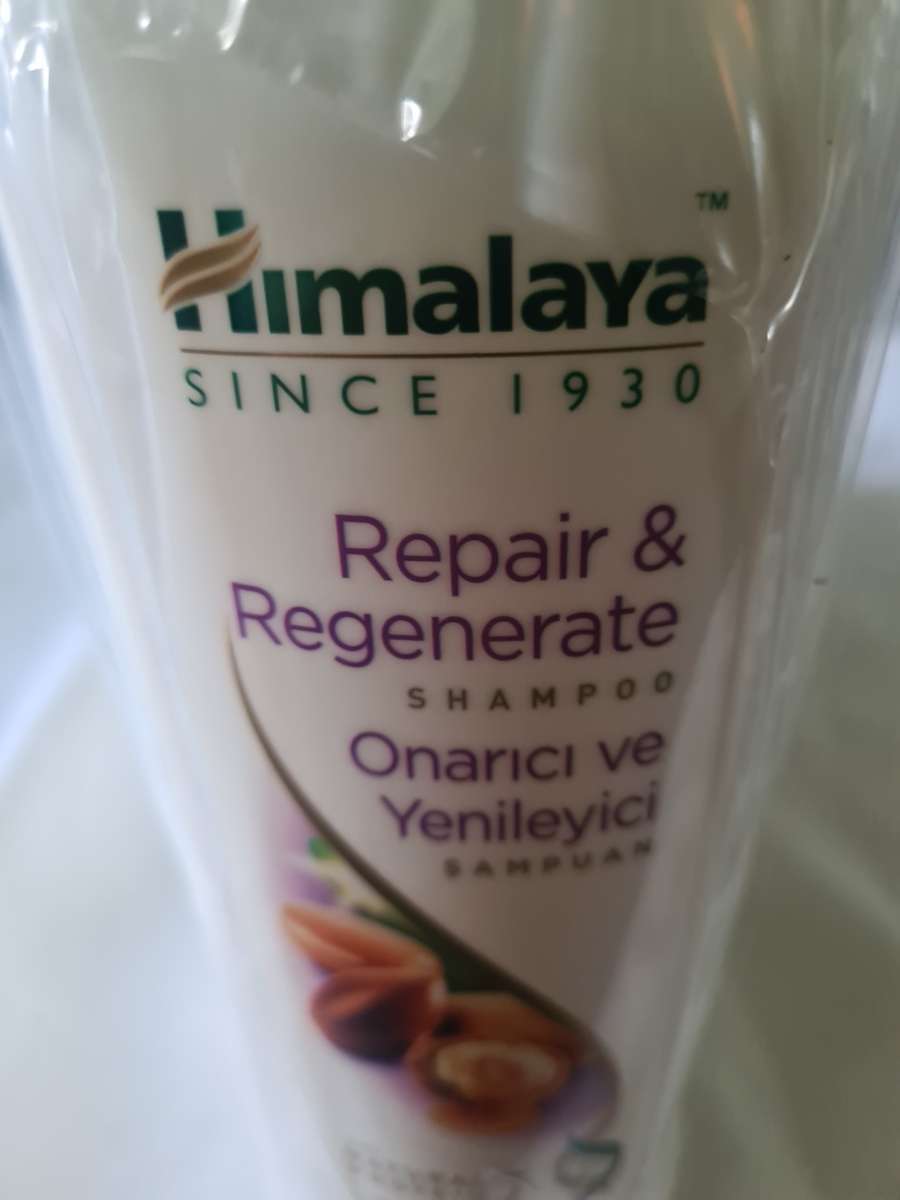 Himalaya™
SINCE 1930
Repair &
Regenerate
SHAMPOO
Onarıcı ve
Yenileyici
ŞAMPUAN